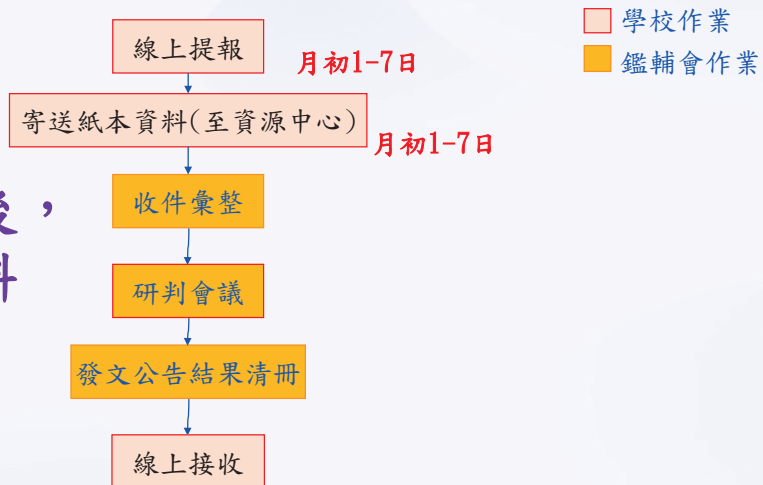 學校作業
鑑輔會作業
線上提報
月初1-7日
寄送紙本資料(至資源中心)
月初1-7日
後，
料
收件彙整
研判會議
發文公告結果清冊
線上接收